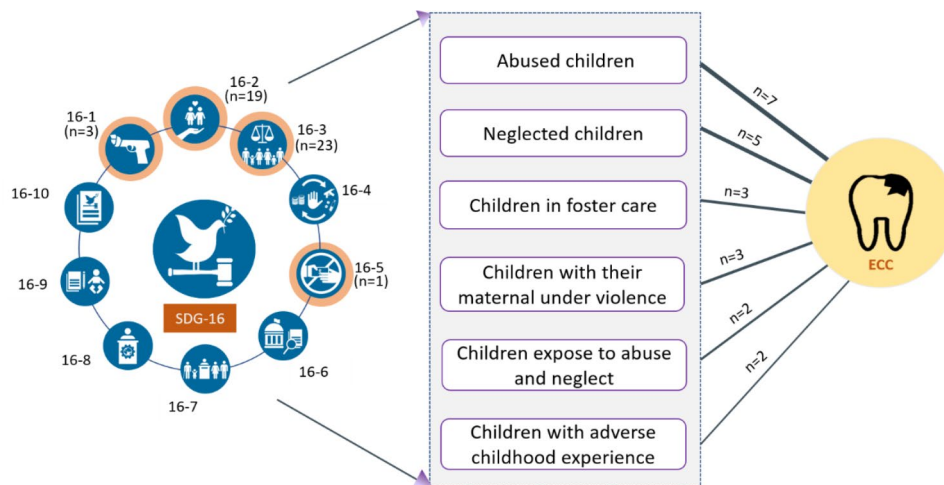 16-2
(n=19)
16-1
(n=3)
16-3
(n=23)
16-10
16-4
16-9
16-5
(n=1)
SDG-16
16-8
16-6
16-7
Abused children
Neglected children
Children in foster care
Children with their
maternal under violence
Children expose to abuse
and neglect
Children with adverse
childhood experience
n=7
n=5
n=3
n=3
n=2
n=2
ECC